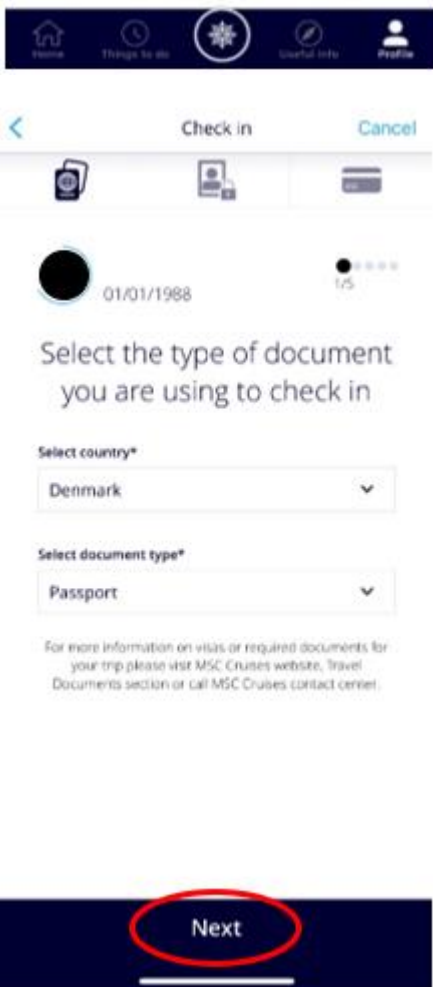 Home
Things to do
Useful info
Profile
Check in
Cancel
01/01/1988
1/5
Select the type of document
you are using to check in
Select country*
Denmark
Select document type*
Passport
For more information on visas or required documents for
your trip please visit MSC Cruises website, Travel
Documents section or call MSC Cruises contact center.
Next